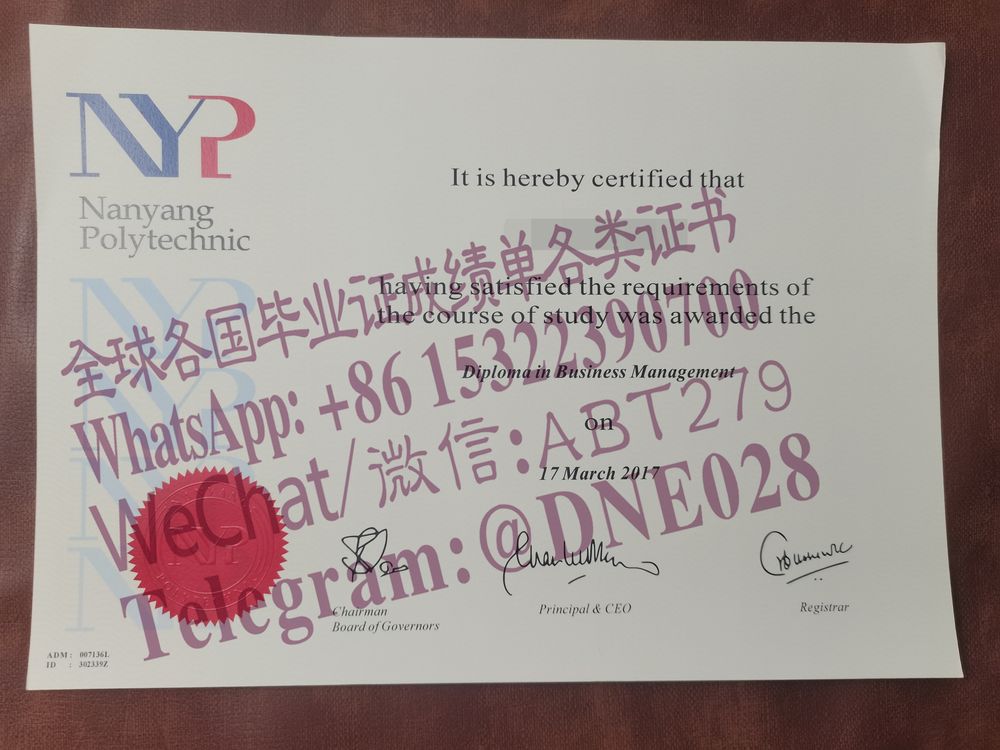 NYP
Nanyang
Polytechnic
It is hereby certified that
having satisfied the requirements of
the course of study was awarded the
Diploma in Business Management
on
17 March 2017
全球各国毕业证成绩单各类证书
WhatsApp: +86 15322390700
WeChat/微信:ABT279
Telegram:@DNE028
Chairman
Board of Governors
Principal & CEO
Registrar
ADM : 007136L
ID : 302339Z